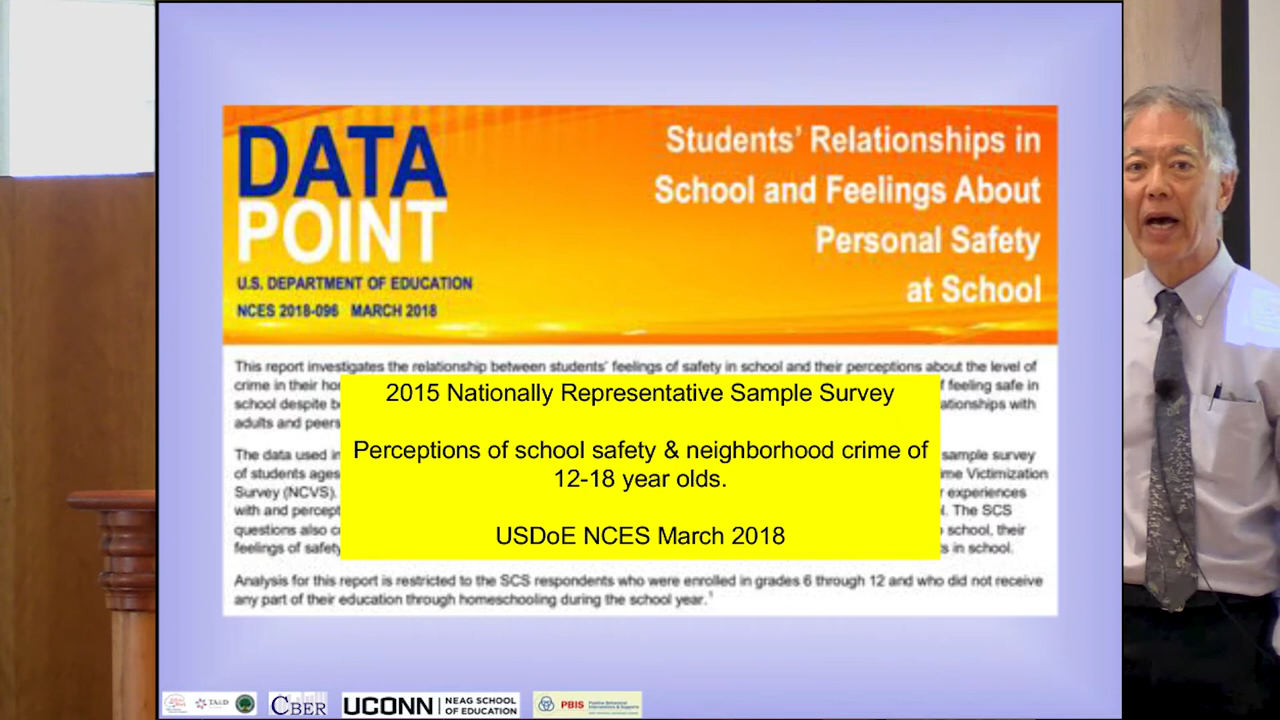 DATA
POINT
U.S. DEPARTMENT OF EDUCATION
NCES 2018-096 MARCH 2018
Students' Relationships in
School and Feelings About
Personal Safety
at School
This report investigates the relationship between students' feelings of safety in school and their perceptions about the level of
crime in their feeling safe in
school despite relationships with
adults and peers
2015 Nationally Representative Sample Survey
Perceptions of school safety & neighborhood crime of
12-18 year olds.
USDoE NCES March 2018
The data used sample survey
of students ages Victimization
Survey (NCVS). experiences
with and The SCS
questions also school, their
feelings of safety in school.
Analysis for this report is restricted to the SCS respondents who were enrolled in grades 6 through 12 and who did not receive
any part of their education through homeschooling during the school year.¹
CBER
UCONN | NEAG SCHOOL
OF EDUCATION
PBIS